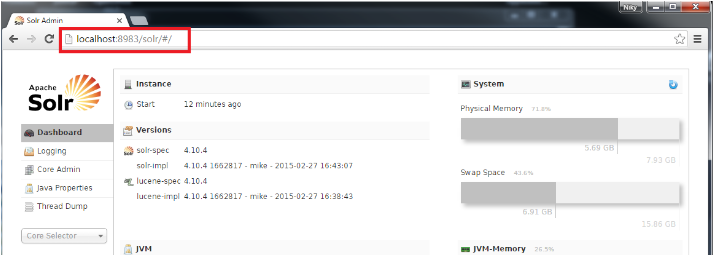 Solr Admin
Nity
localhost:8983/solr/#/
Apache
Solr
Dashboard
Logging
Core Admin
Java Properties
Thread Dump
Core Selector
Instance
Start 12 minutes ago
Versions
solr-spec 4.10.4
solr-impl 4.10.4 1662817 - mike - 2015-02-27 16:43:07
lucene-spec 4.10.4
lucene-impl 4.10.4 1662817 - mike - 2015-02-27 16:38:43
JVM
System
Physical Memory 71.8%
5.69 GB
7.93 GB
Swap Space 43.6%
6.91 GB
15.86 GB
JVM-Memory 26.5%